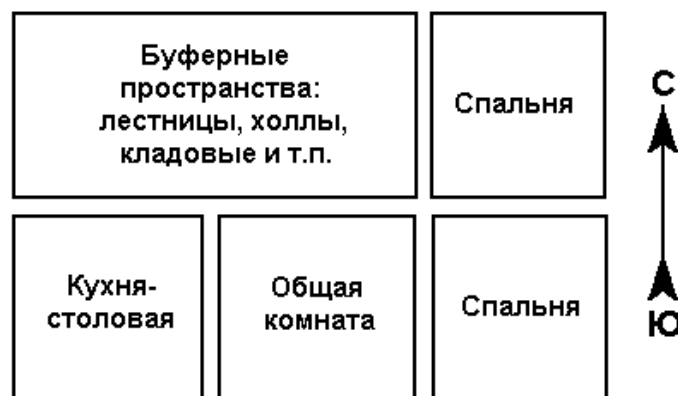 Буферные
пространства:
лестницы, холлы,
кладовые и т.п.
Спальня
С
Кухня-
столовая
Общая
комната
Спальня
Ю